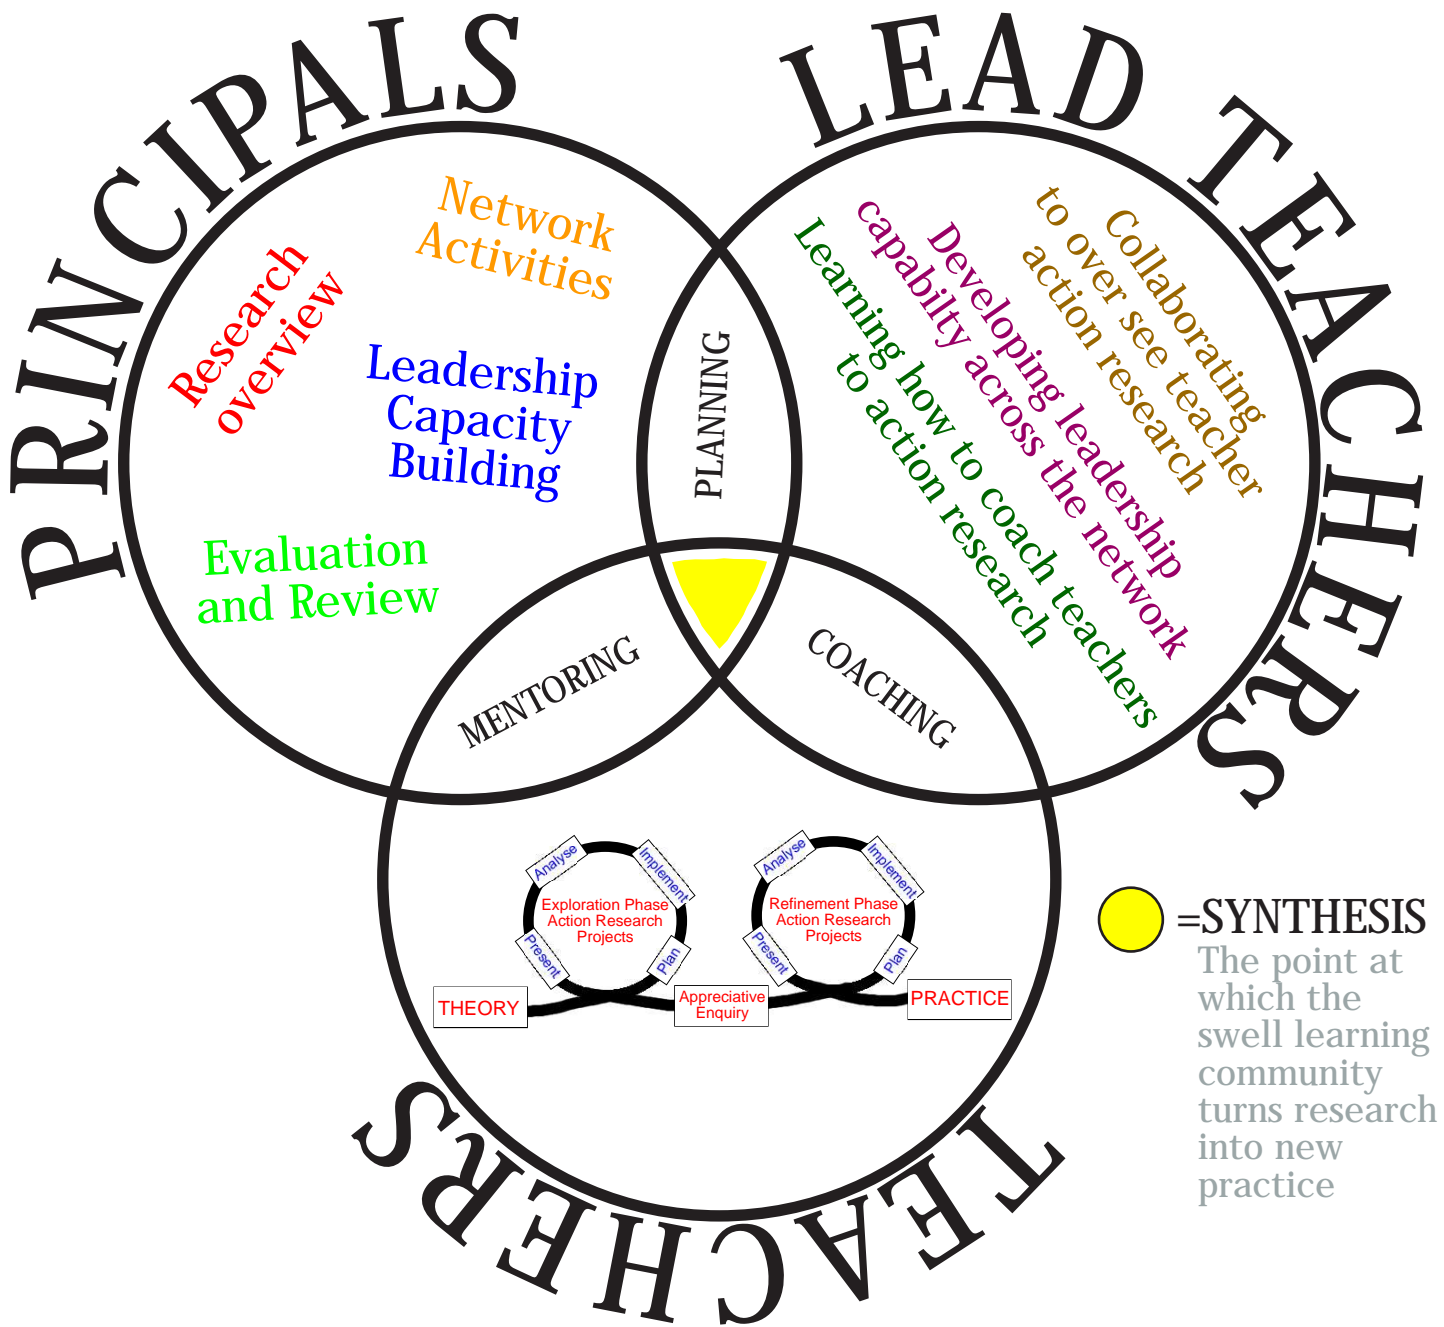 PRINCIPALS
LEAD TEACHERS
Network
Activities
Research
overview
Leadership
Capacity
Building
Evaluation
and Review
PLANNING
Collaborating
to over see teacher
action research
Developing leadership
capabilty across the network
Learning how to coach teachers
to action research
MENTORING
COACHING
Analyse
Implement
Exploration Phase
Action Research
Projects
Present
Plan
Analyse
Implement
Refinement Phase
Action Research
Projects
Present
Plan
THEORY
Appreciative
Enquiry
PRACTICE
TEACHERS
=SYNTHESIS
The point at
which the
swell learning
community
turns research
into new
practice